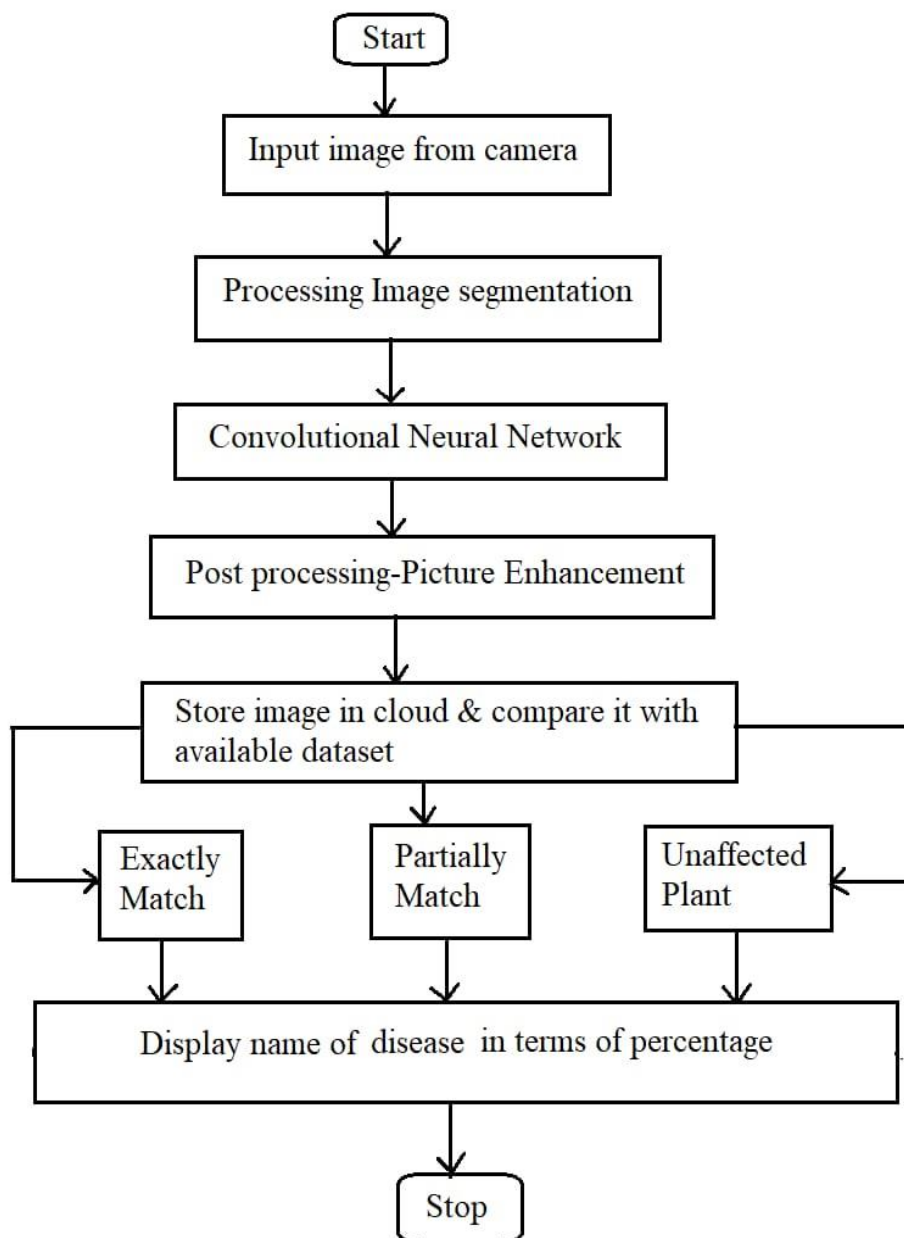 Start
Input image from camera
Processing Image segmentation
Convolutional Neural Network
Post processing-Picture Enhancement
Store image in cloud & compare it with
available dataset
Exactly
Match
Partially
Match
Unaffected
Plant
Display name of disease in terms of percentage
Stop